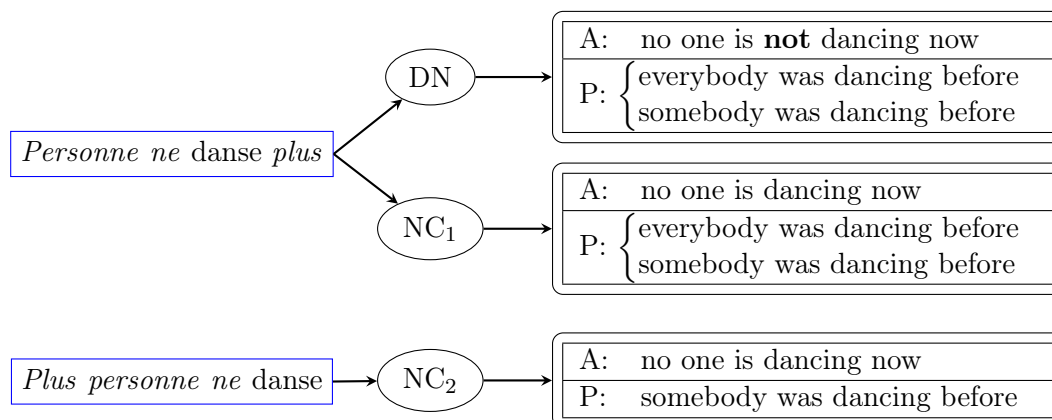 A: no one is not dancing now
DN
P: { everybody was dancing before
somebody was dancing before
Personne ne danse plus
A: no one is dancing now
NC₁
P: { everybody was dancing before
somebody was dancing before
A: no one is dancing now
Plus personne ne danse
NC₂
P: somebody was dancing before